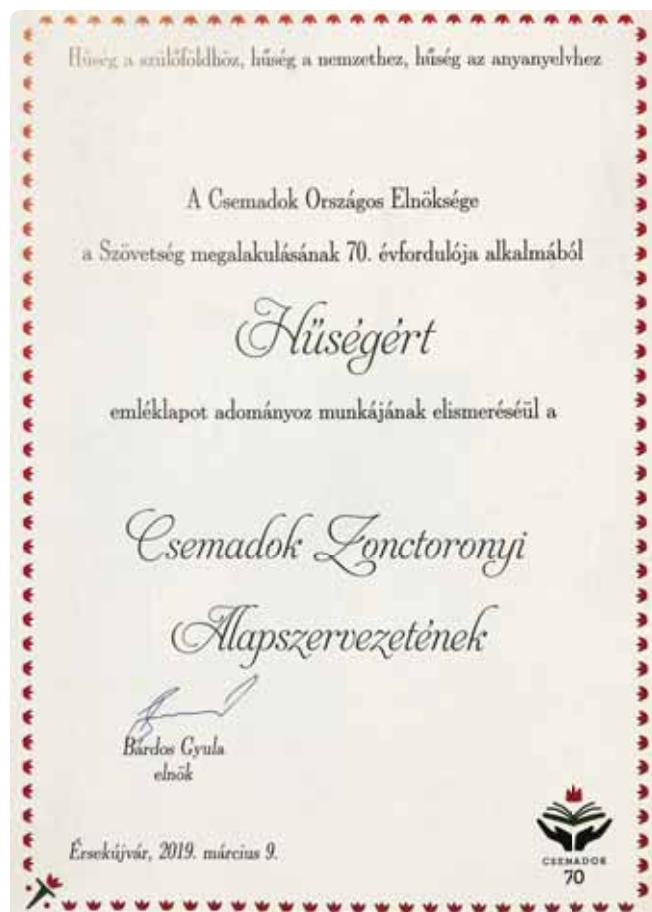 Hűség a szülőföldhöz, hűség a nemzethez, hűség az anyanyelvhez
A Csemadok Országos Elnöksége
a Szövetség megalakulásának 70. évfordulója alkalmából
Hűségért
emléklapot adományoz munkájának elismeréséül a
Csemadok Zonctoronyi
Alapszervezetének
Bárdos Gyula
elnök
Érsekújvár, 2019. március 9.
CSEMADOK
70